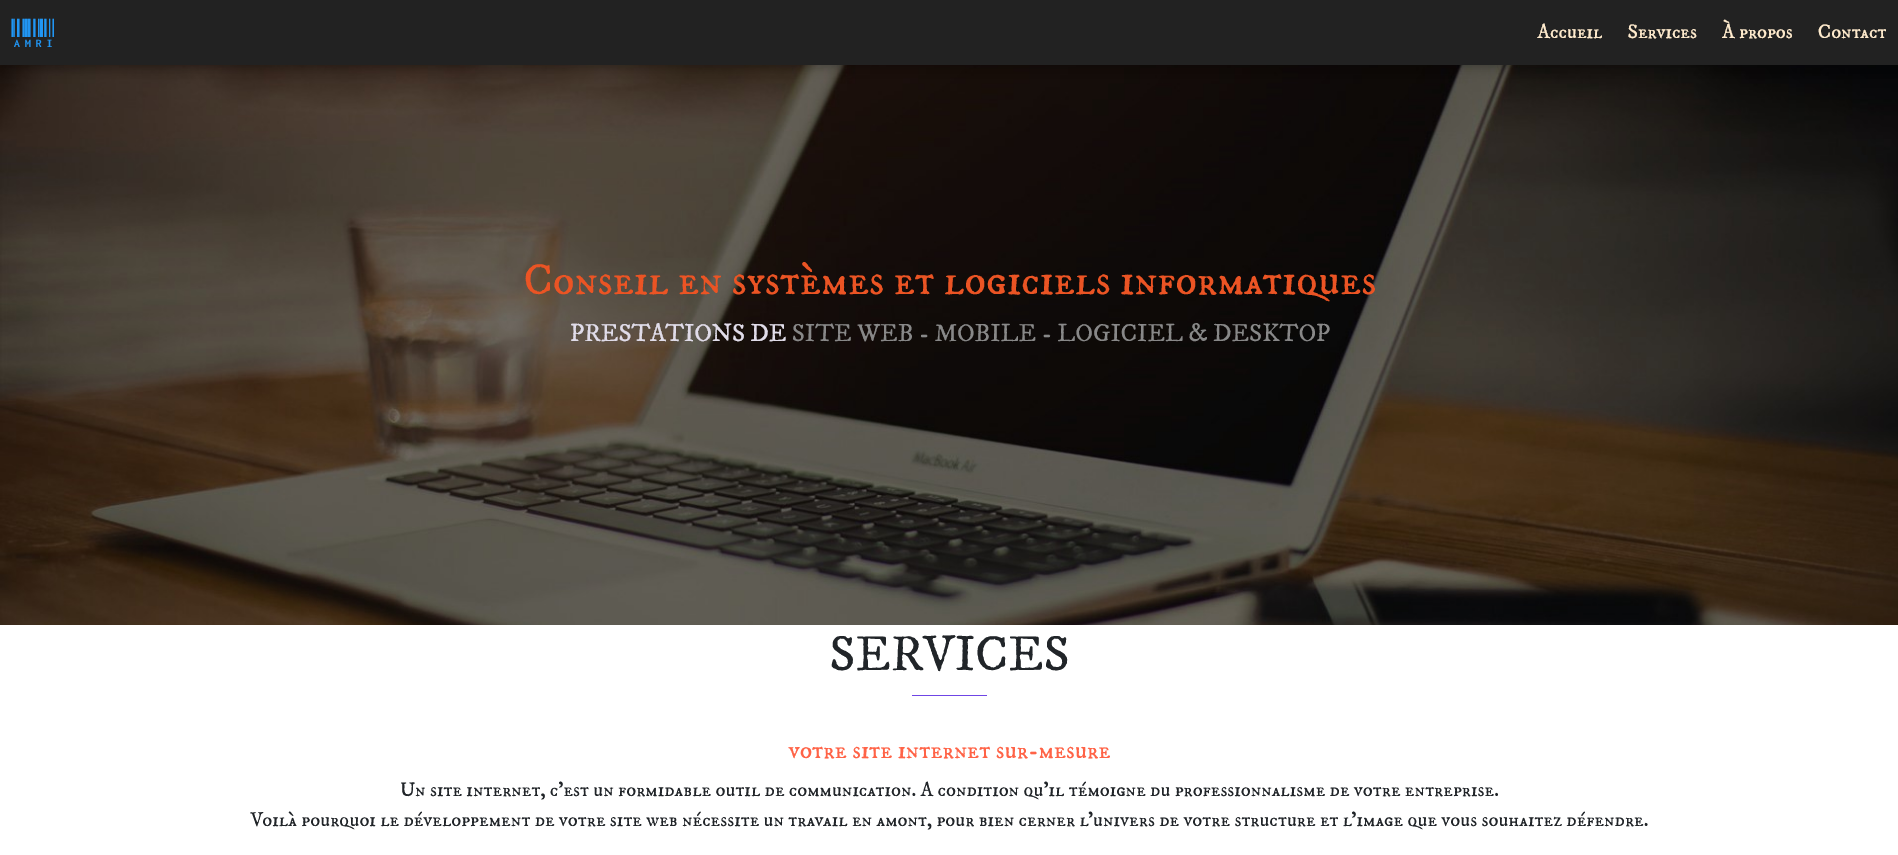 AMRI
Accueil Services À propos Contact
Conseil en systèmes et logiciels informatiques
PRESTATIONS DE SITE WEB - MOBILE - LOGICIEL & DESKTOP
MacBook Air
SERVICES
votre site internet sur-mesure
Un site internet, c'est un formidable outil de communication. A condition qu'il témoigne du professionnalisme de votre entreprise.
Voilà pourquoi le développement de votre site web nécessite un travail en amont, pour bien cerner l'univers de votre structure et l'image que vous souhaitez défendre.